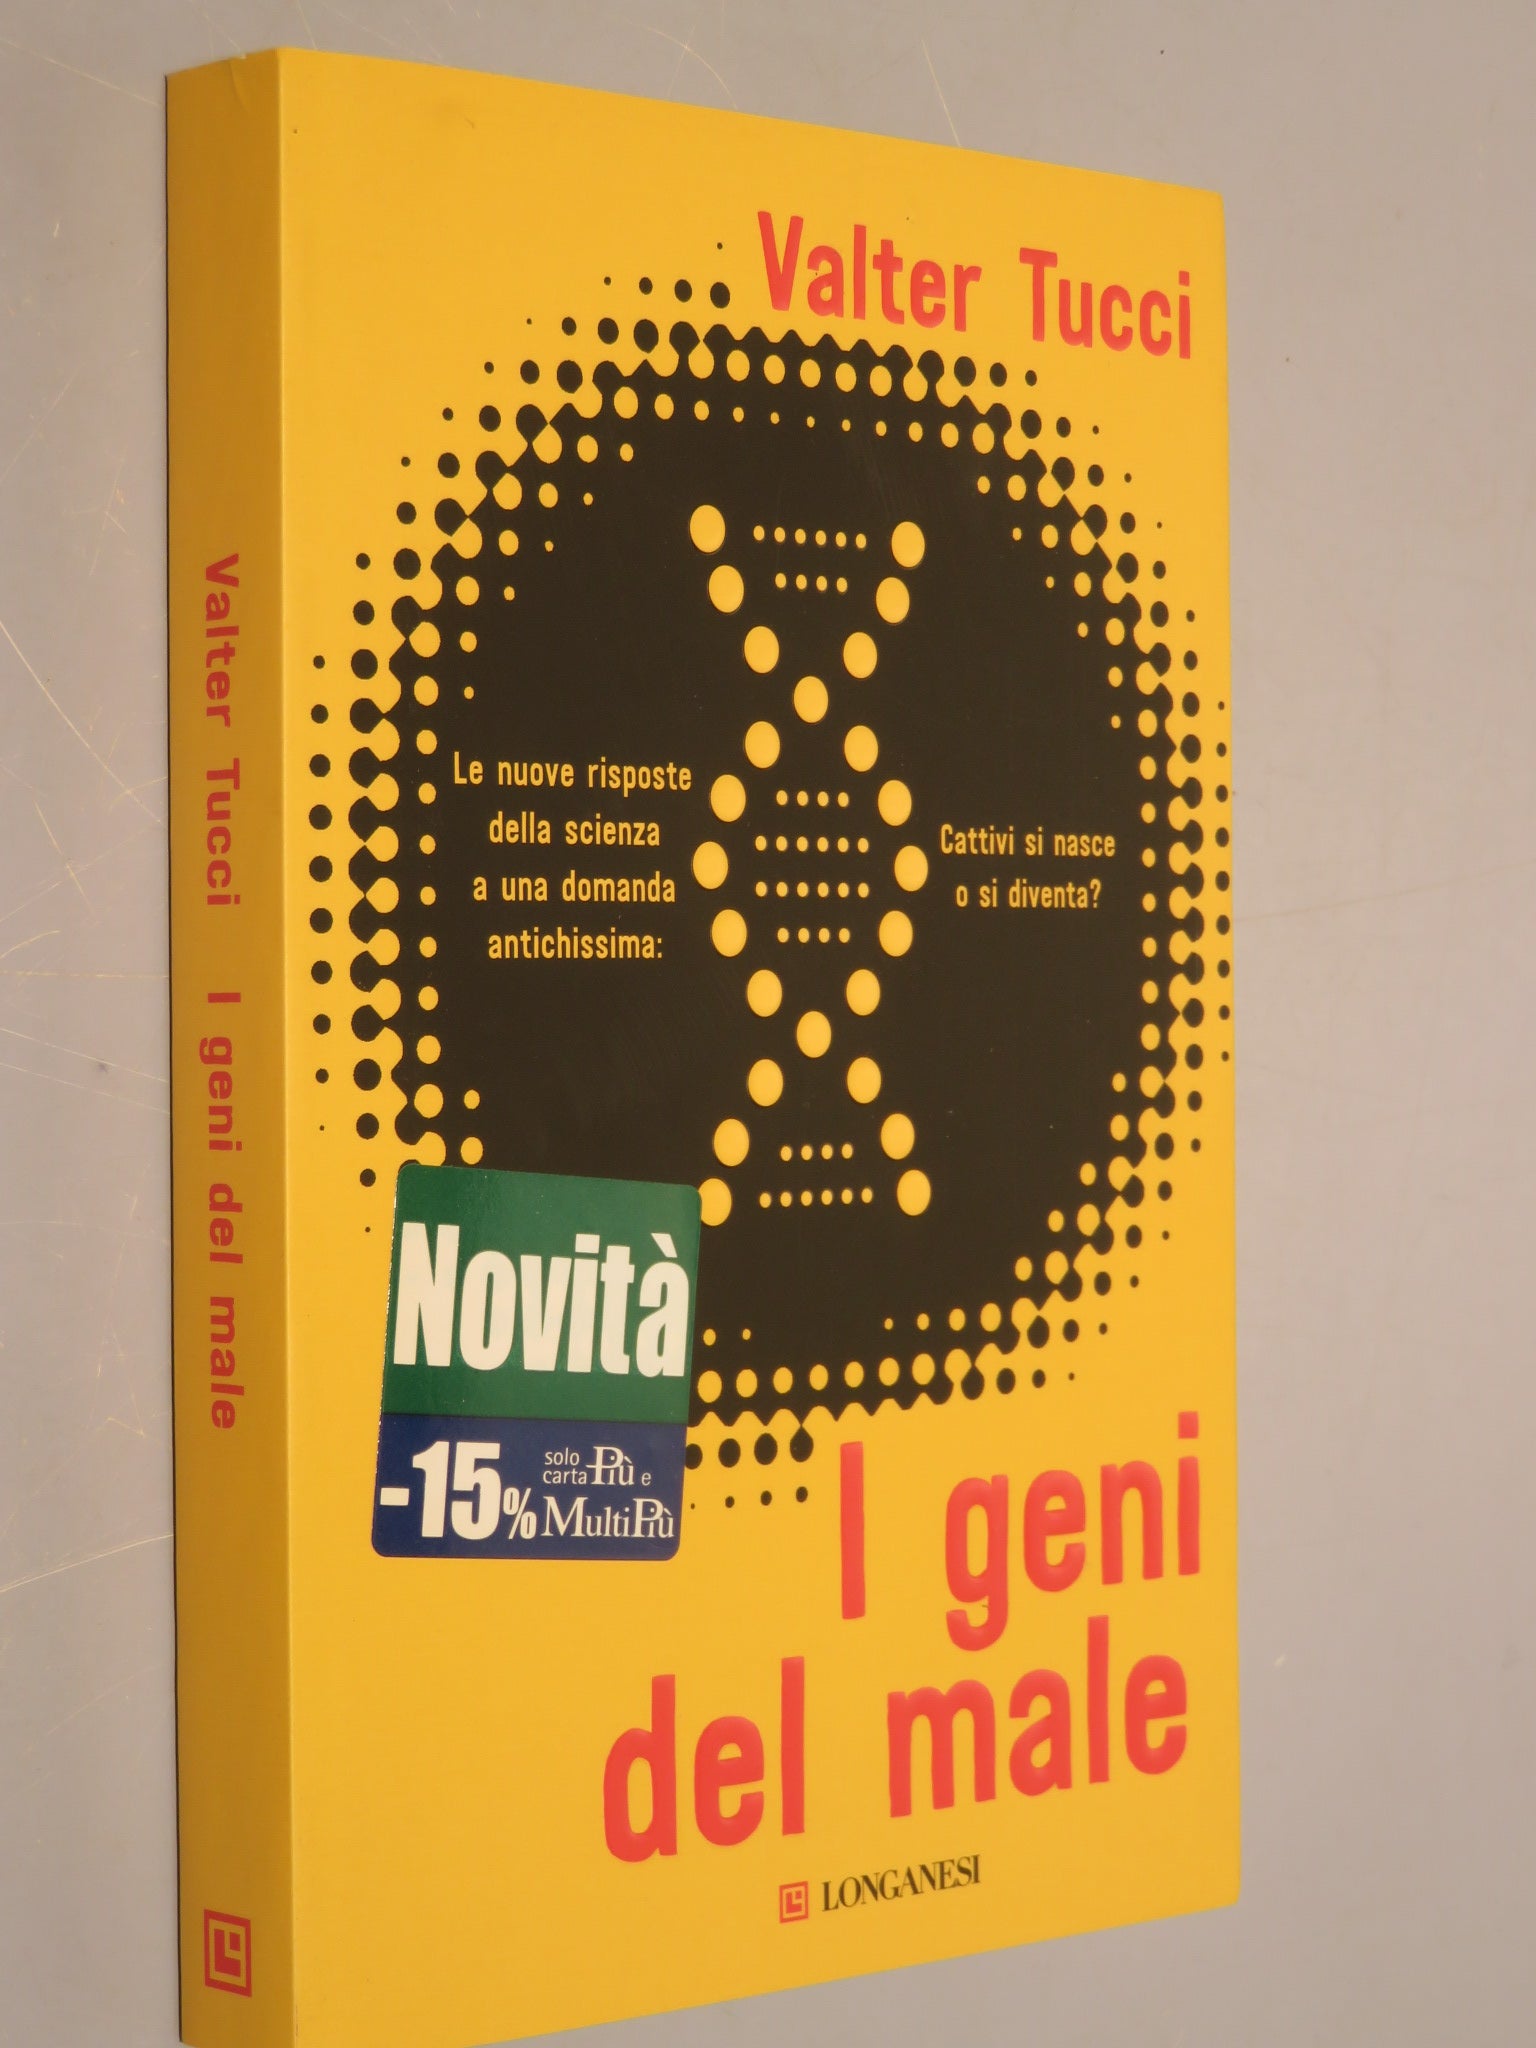 Valter Tucci
Le nuove risposte
della scienza
a una domanda
antichissima:
Cattivi si nasce
o si diventa?
Novità
-15% solo carta Più e
MultiPiù
I geni
del male
LONGANESI
Valter Tucci I geni del male